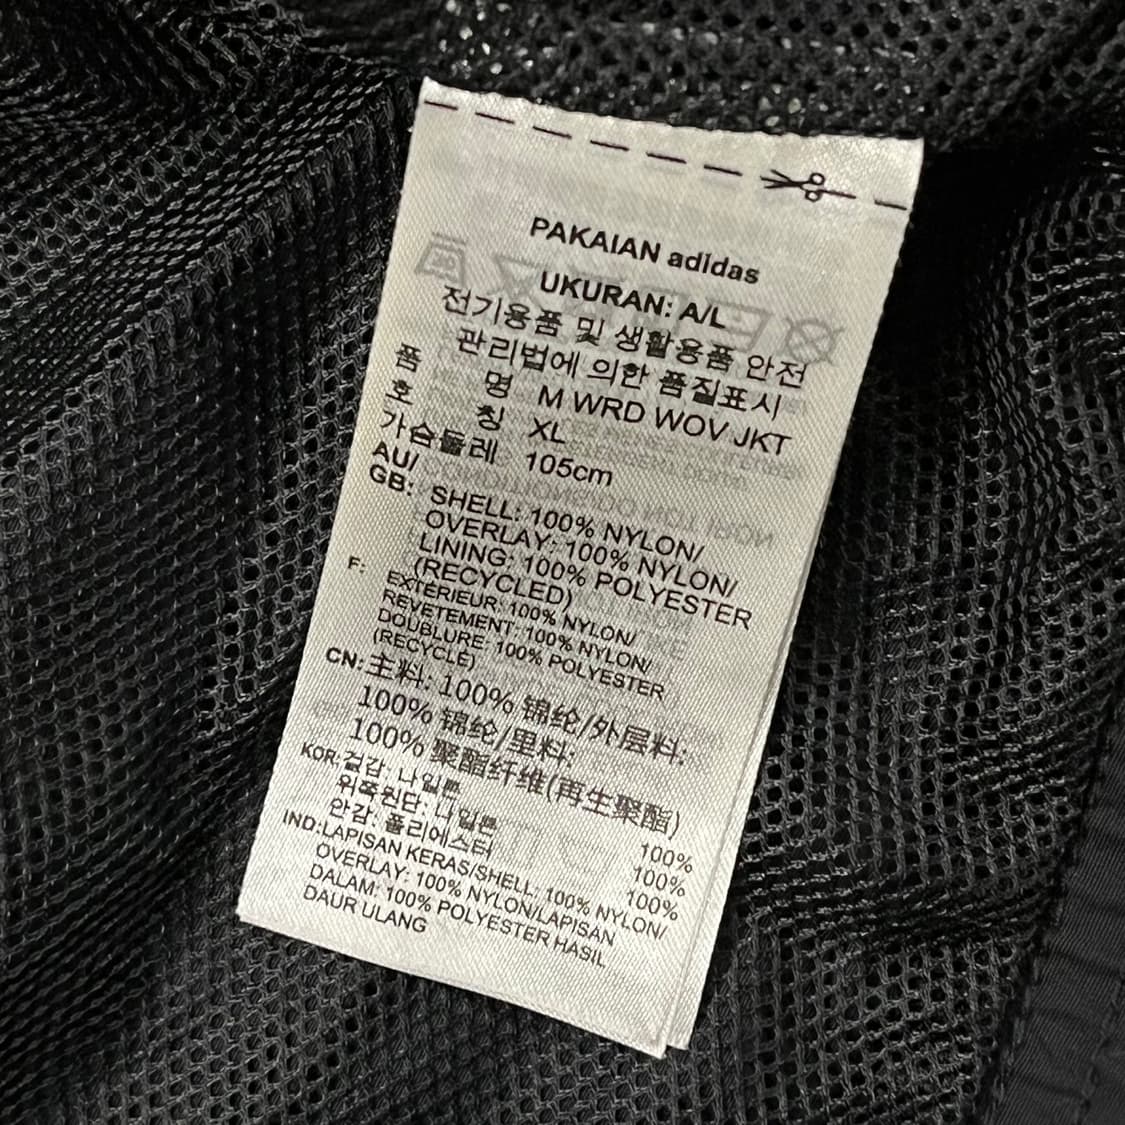 PAKAIAN adidas
UKURAN: A/L
전기용품 및 생활용품 안전
관리법에 의한 품질표시
품 명 M WRD WOV JKT
호 칭 XL
가슴둘레 105cm
AU/
GB: SHELL: 100% NYLON/
OVERLAY: 100% NYLON/
LINING: 100% POLYESTER
(RECYCLED)
F: EXTERIEUR: 100% NYLON/
REVETEMENT: 100% NYLON/
DOUBLURE: 100% POLYESTER
(RECYCLE)
CN: 主料: 100% 锦纶/外层料:
100% 锦纶/里料:
100% 聚酯纤维(再生聚酯)
KOR: 겉감: 나일론 100%
위쪽원단: 나일론 100%
안감: 폴리에스터 100%
IND: LAPISAN KERAS/SHELL: 100% NYLON/
OVERLAY: 100% NYLON/LAPISAN
DALAM: 100% POLYESTER HASIL
DAUR ULANG